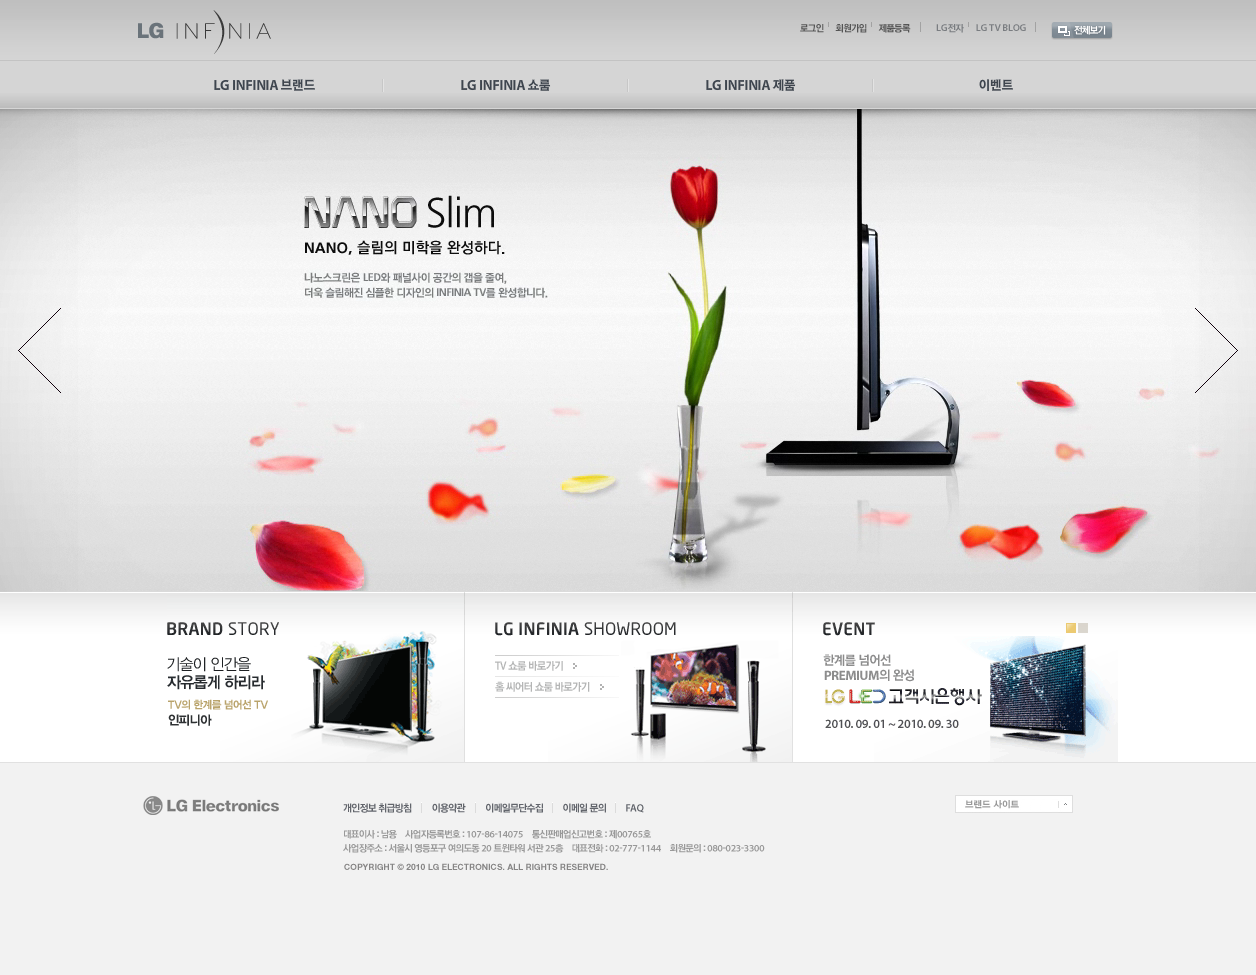 LG INFINIA
로그인 회원가입 제품등록 LG전자 LG TV BLOG 전체보기
LG INFINIA 브랜드 LG INFINIA 쇼룸 LG INFINIA 제품 이벤트
NANO Slim
NANO, 슬림의 미학을 완성하다.
나노스크린은 LED와 패널사이 공간의 갭을 줄여,
더욱 슬림해진 심플한 디자인의 INFINIA TV를 완성합니다.
BRAND STORY
기술이 인간을
자유롭게 하리라
TV의 한계를 넘어선 TV
인피니아
LG INFINIA SHOWROOM
TV 쇼룸 바로가기
홈 씨어터 쇼룸 바로가기
EVENT
한계를 넘어선
PREMIUM의 완성
LG LED 고객사은행사
2010. 09. 01 ~ 2010. 09. 30
LG Electronics
개인정보 취급방침 이용약관 이메일무단수집 이메일 문의 FAQ
브랜드 사이트
대표이사 : 남용 사업자등록번호 : 107-86-14075 통신판매업신고번호 : 제00765호
사업장주소 : 서울시 영등포구 여의도동 20 트윈타워 서관 25층 대표전화 : 02-777-1144 회원문의 : 080-023-3300
COPYRIGHT © 2010 LG ELECTRONICS. ALL RIGHTS RESERVED.